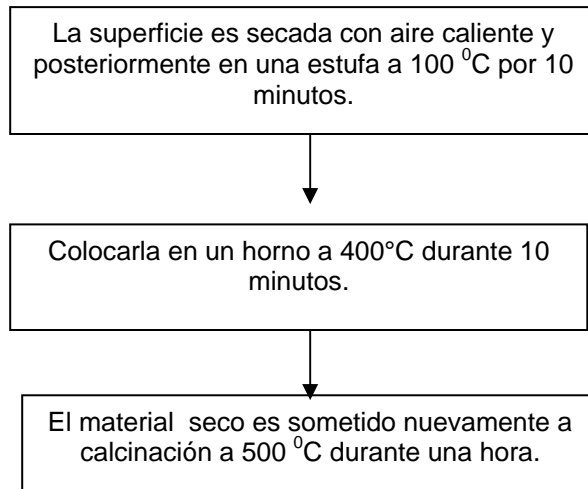 La superficie es secada con aire caliente y
posteriormente en una estufa a 100 ⁰C por 10
minutos.
Colocarla en un horno a 400°C durante 10
minutos.
El material  seco es sometido nuevamente a
calcinación a 500 ⁰C durante una hora.